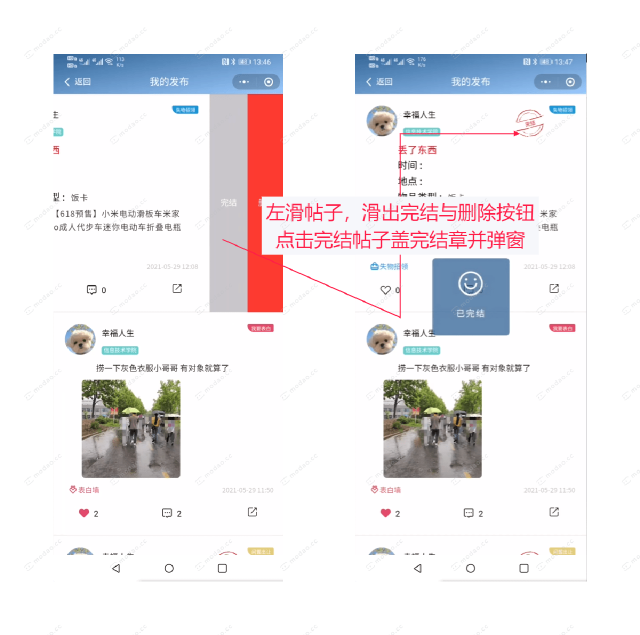 13:46
返回
我的发布
失物招领
完结
型：饭卡
【618预售】小米电动滑板车米家
o成人代步车迷你电动车折叠电瓶
2021-05-29 12:08
0
幸福人生
我要表白
信息技术学院
捞一下灰色衣服小哥哥 有对象就算了
表白墙
2021-05-29 11:56
2
2
13:47
返回
我的发布
幸福人生
失物招领
信息技术学院
完结
丢了东西
时间：
地点：
左滑帖子，滑出完结与删除按钮
点击完结帖子盖完结章并弹窗
米家
电瓶
失物招领
2021-05-29 12:08
0
已完结
幸福人生
我要表白
信息技术学院
捞一下灰色衣服小哥哥 有对象就算了
表白墙
2021-05-29 11:56
2
2